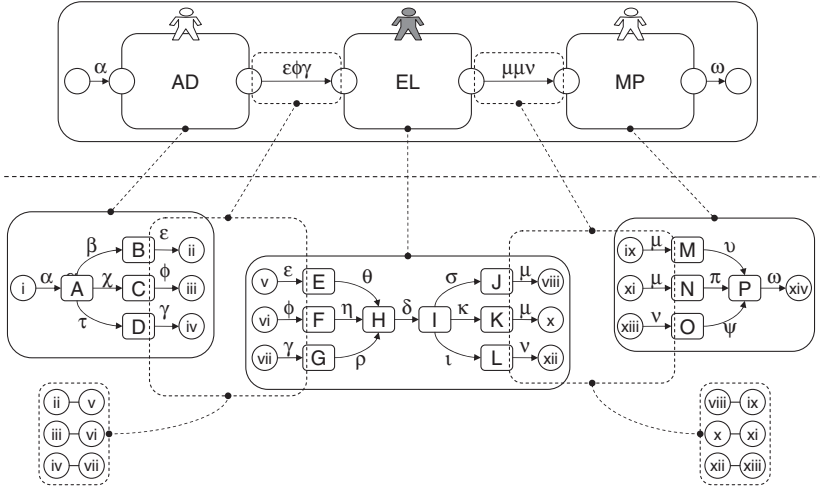 α AD εϕγ EL μμν MP ω
β B ε ii
i α A χ C ϕ iii
τ D γ iv
v ε E θ
vi ϕ F η H δ I
vii γ G ρ
σ J μ viii
κ K μ x
ι L ν xii
ix μ M υ
xi μ N π P ω xiv
xiii ν O ψ
ii v
iii vi
iv vii
viii ix
x xi
xii xiii